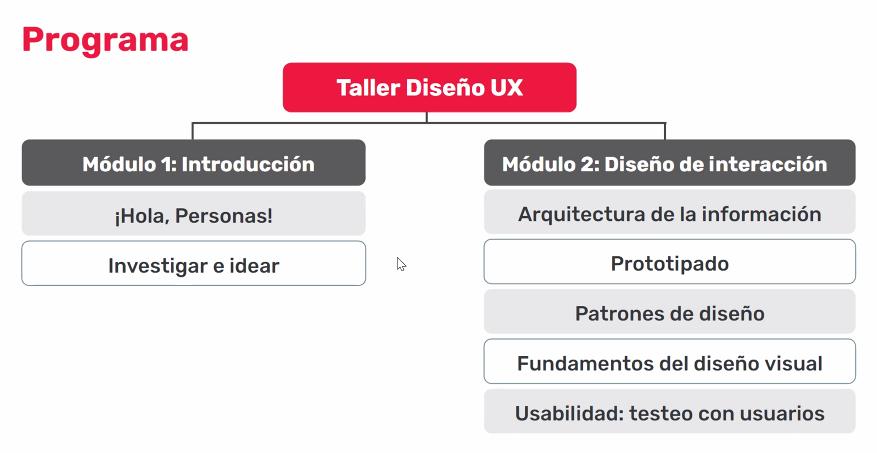 Programa
Taller Diseño UX
Módulo 1: Introducción
¡Hola, Personas!
Investigar e idear
Módulo 2: Diseño de interacción
Arquitectura de la información
Prototipado
Patrones de diseño
Fundamentos del diseño visual
Usabilidad: testeo con usuarios